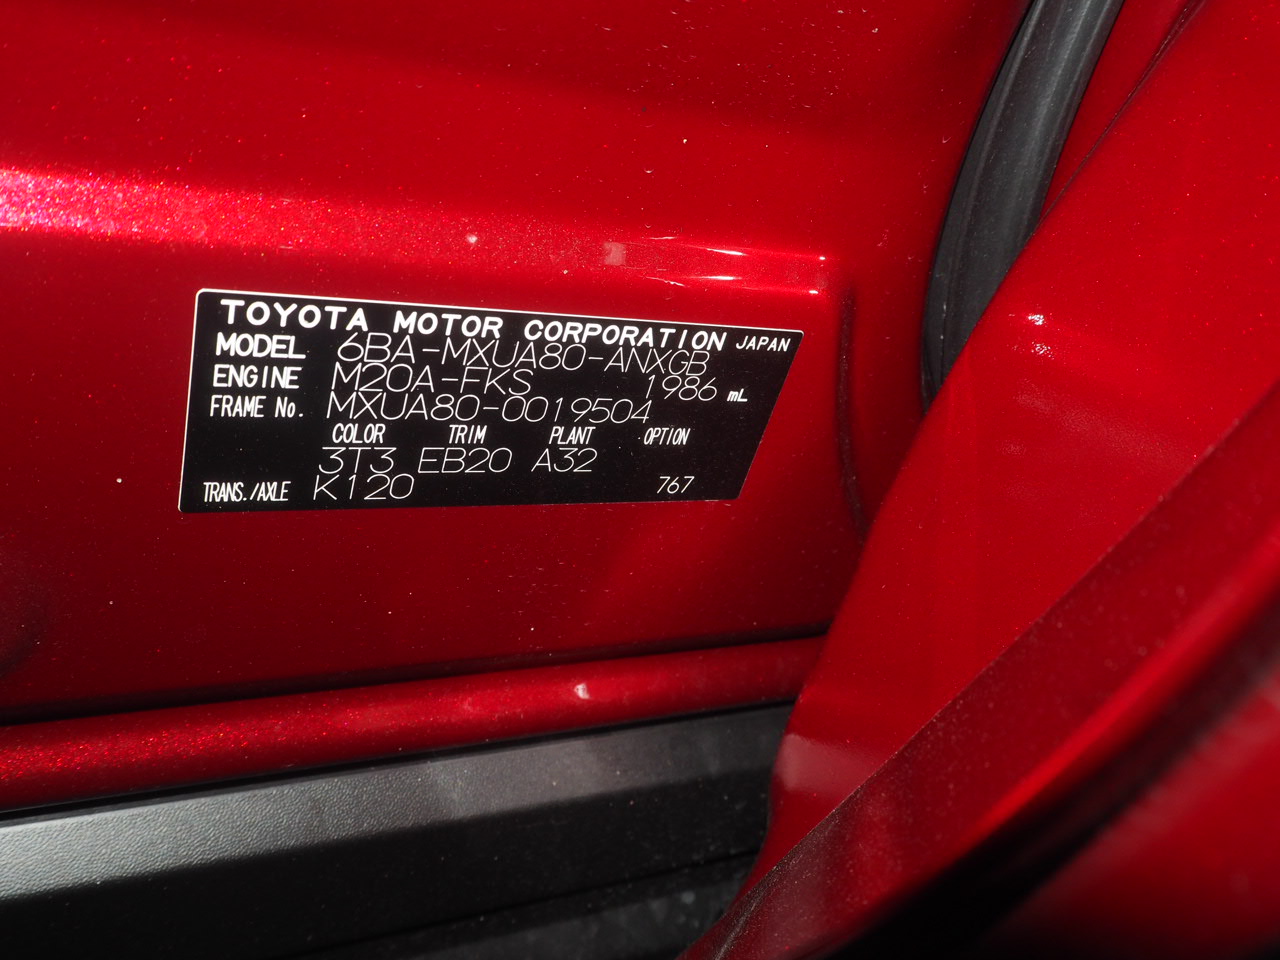 TOYOTA MOTOR CORPORATION JAPAN
MODEL 6BA-MXUA80-ANXGB
ENGINE M20A-FKS 1986 mL
FRAME No. MXUA80-0019504
COLOR TRIM PLANT OPTION
3T3 EB20 A32
TRANS./AXLE K120 767